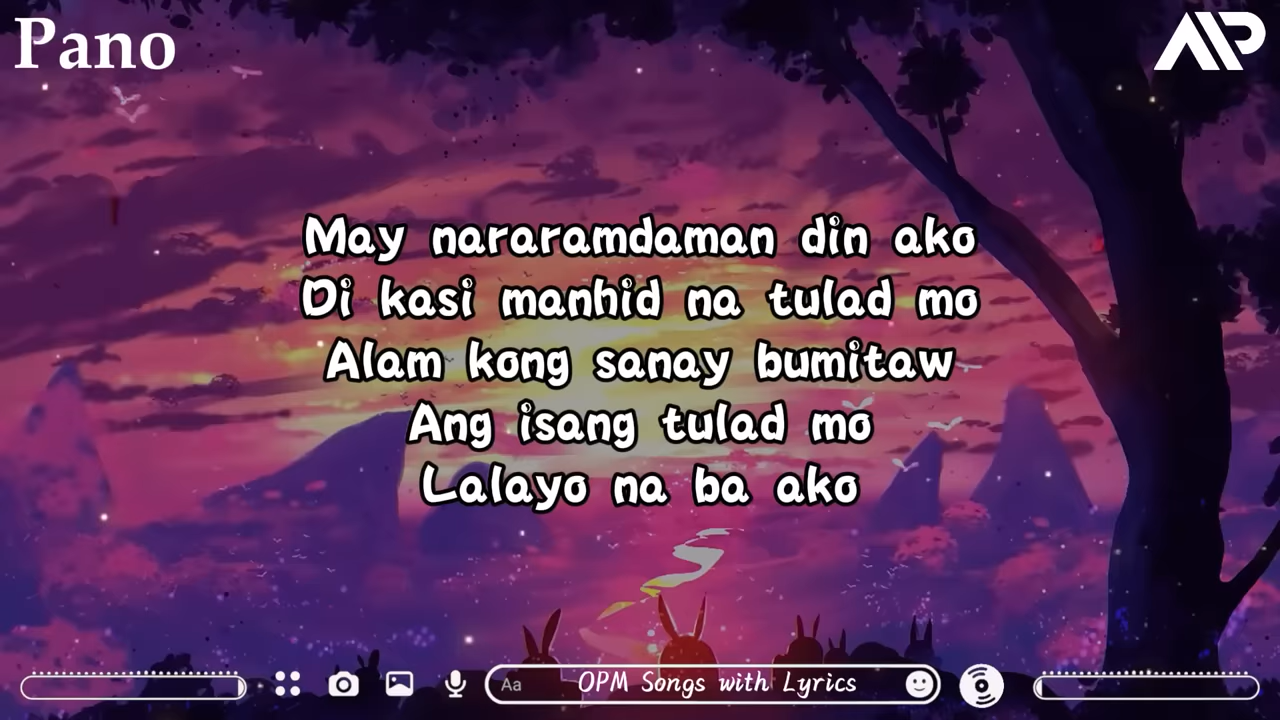 Pano
AP
May nararamdaman din ako
Di kasi manhid na tulad mo
Alam kong sanay bumitaw
Ang isang tulad mo
Lalayo na ba ako
Aa OPM Songs with Lyrics